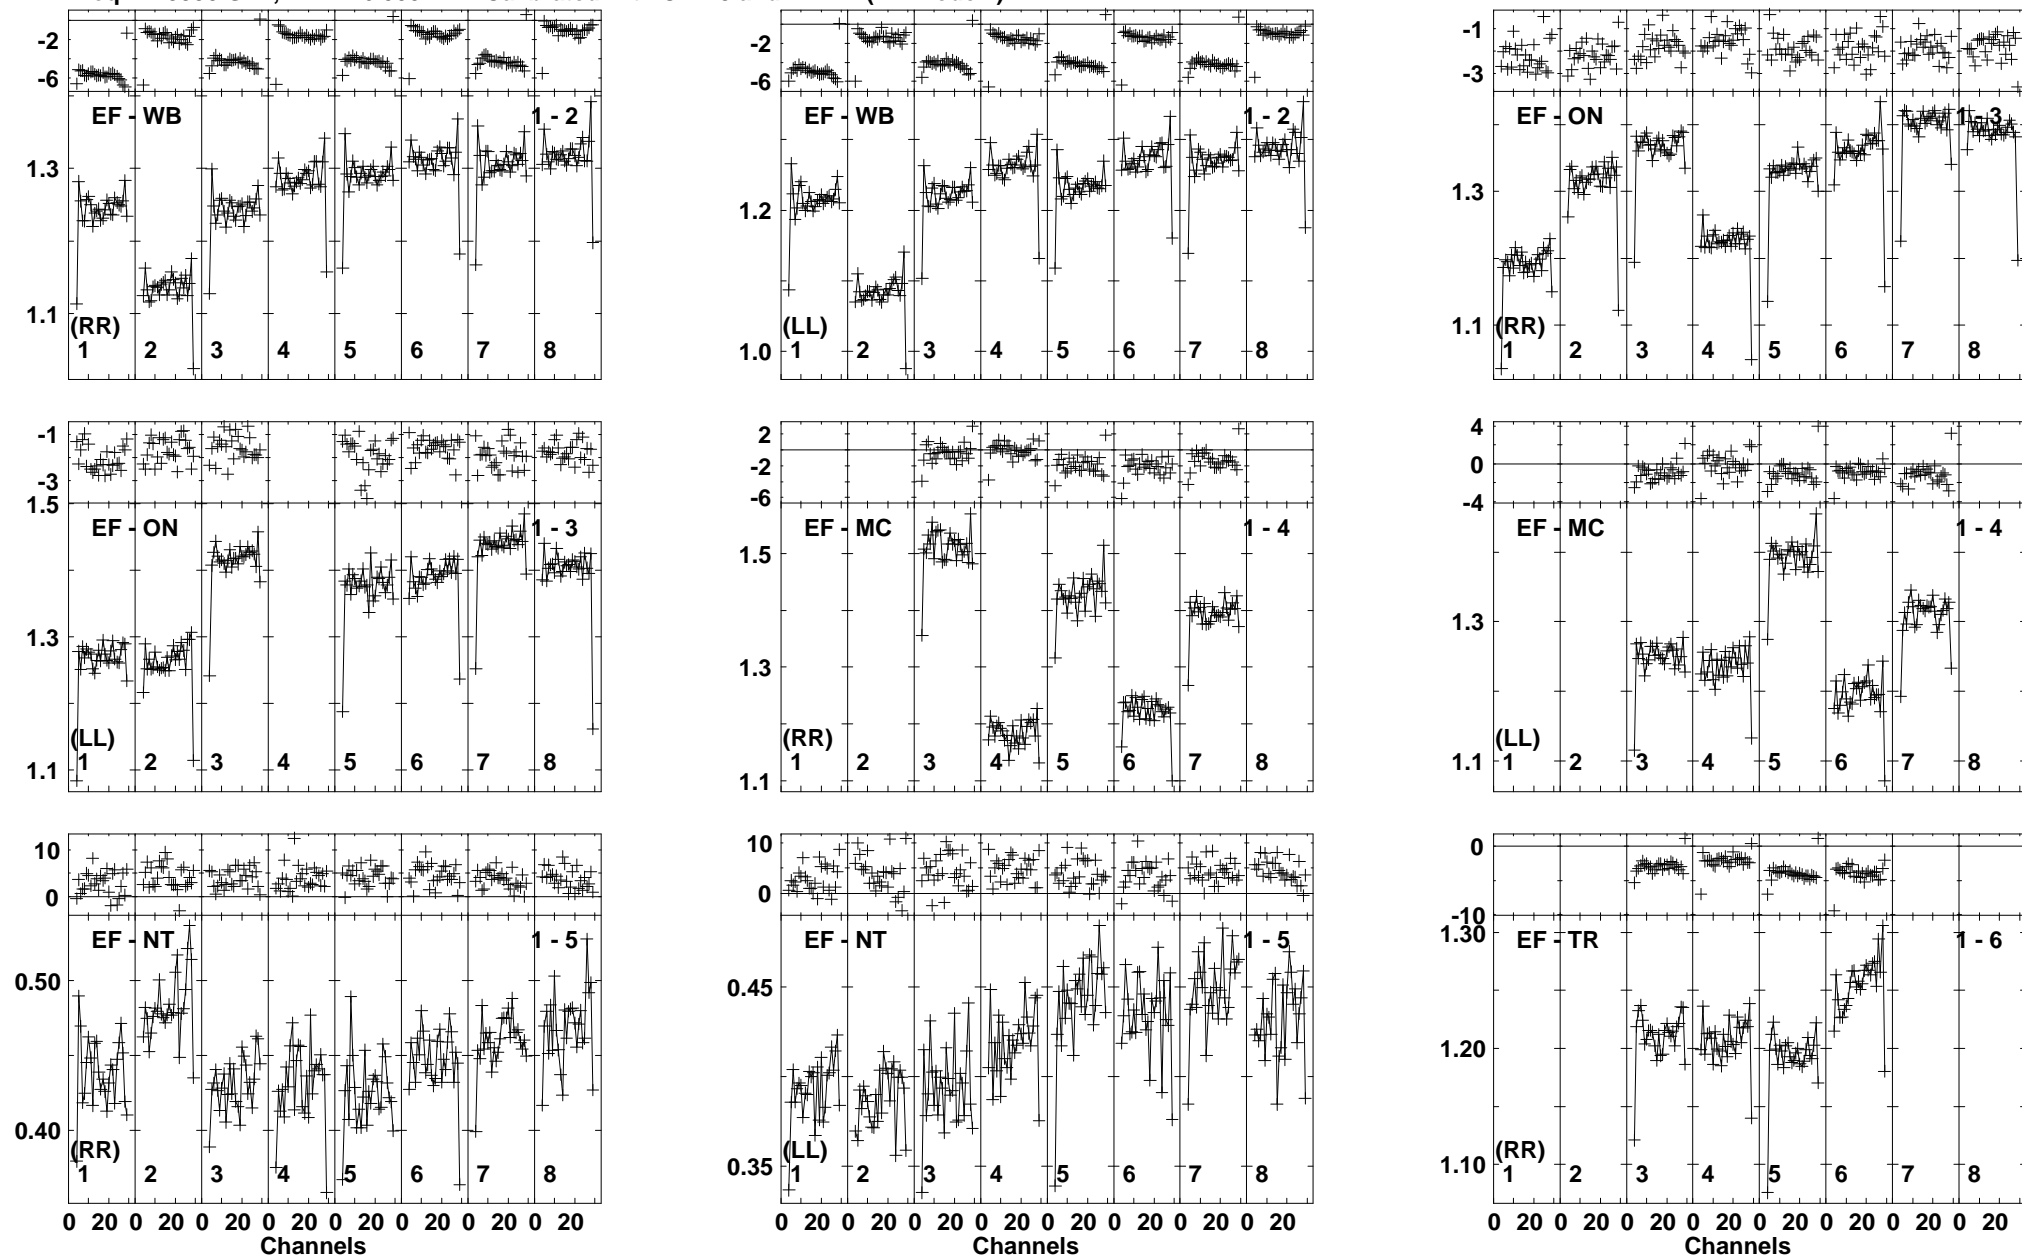 -2
-6
EF - WB
1 - 2
1.3
1.1
(RR)
1 2 3 4 5 6 7 8
-2
-6
EF - WB
1 - 2
1.2
1.0
(LL)
1 2 3 4 5 6 7 8
-1
-3
EF - ON
1 - 3
1.3
1.1
(RR)
1 2 3 4 5 6 7 8
-1
-3
1.5
EF - ON
1 - 3
1.3
1.1
(LL)
1 2 3 4 5 6 7 8
2
-2
-6
EF - MC
1 - 4
1.5
1.3
1.1
(RR)
1 2 3 4 5 6 7 8
4
0
-4
EF - MC
1 - 4
1.3
1.1
(LL)
1 2 3 4 5 6 7 8
10
0
EF - NT
1 - 5
0.50
0.40
(RR)
1 2 3 4 5 6 7 8
0 20 0 20 0 20 0 20 0 20 0 20 0 20 0 20
Channels
10
0
EF - NT
1 - 5
0.45
0.35
(LL)
1 2 3 4 5 6 7 8
0 20 0 20 0 20 0 20 0 20 0 20 0 20 0 20
Channels
0
-10
1.30
EF - TR
1 - 6
1.20
1.10
(RR)
1 2 3 4 5 6 7 8
0 20 0 20 0 20 0 20 0 20 0 20 0 20 0 20
Channels